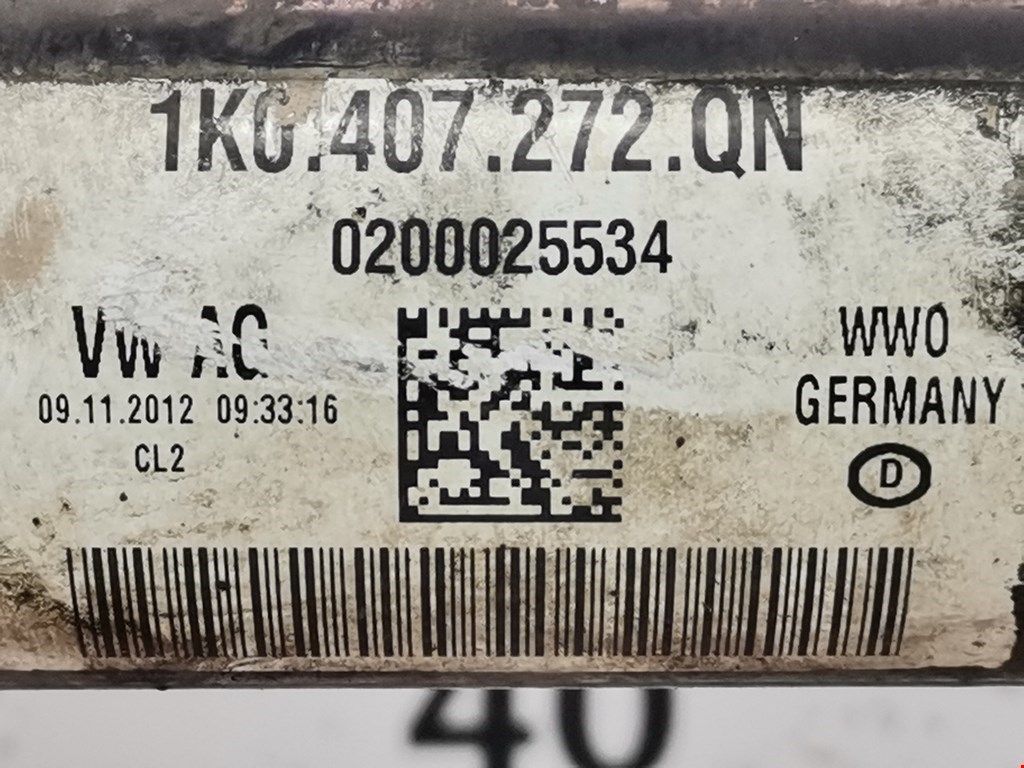 1K0.407.272.QN
0200025534
VW AG
WWO
GERMANY
09.11.2012 09:33:16
CL2
D
40